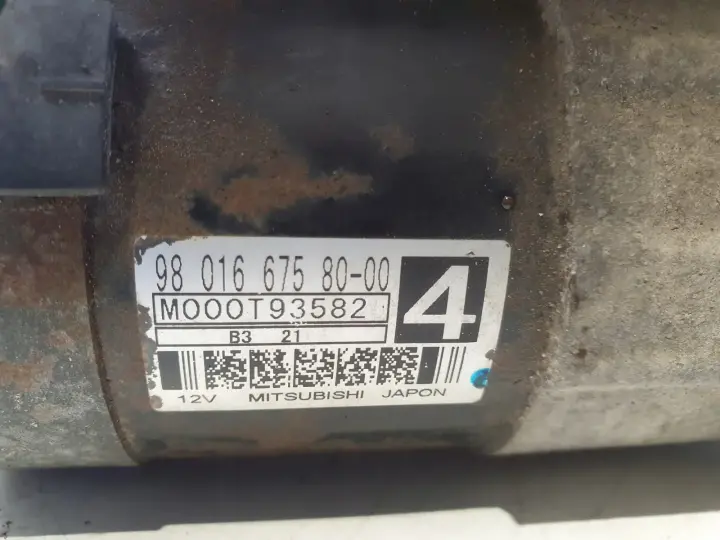 98 016 675 80-00
M000T93582
4
B3 21
12V MITSUBISHI JAPON